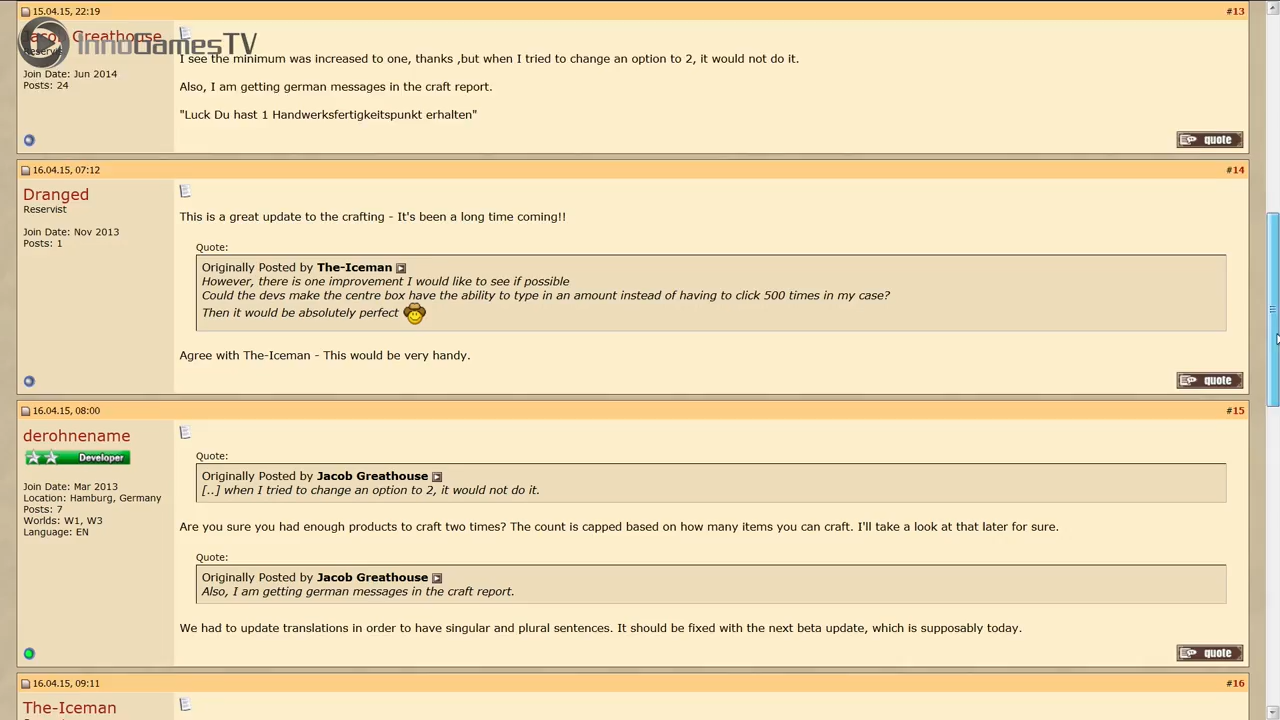 15.04.15, 22:19 #13
InnoGamesTV
Jacob Greathouse
Reservist
I see the minimum was increased to one, thanks ,but when I tried to change an option to 2, it would not do it.
Join Date: Jun 2014
Posts: 24
Also, I am getting german messages in the craft report.
"Luck Du hast 1 Handwerksfertigkeitspunkt erhalten"
quote
16.04.15, 07:12 #14
Dranged
Reservist
This is a great update to the crafting - It's been a long time coming!!
Join Date: Nov 2013
Posts: 1
Quote:
Originally Posted by The-Iceman
However, there is one improvement I would like to see if possible
Could the devs make the centre box have the ability to type in an amount instead of having to click 500 times in my case?
Then it would be absolutely perfect
Agree with The-Iceman - This would be very handy.
quote
16.04.15, 08:00 #15
derohnename
Developer
Quote:
Originally Posted by Jacob Greathouse
[..] when I tried to change an option to 2, it would not do it.
Join Date: Mar 2013
Location: Hamburg, Germany
Posts: 7
Worlds: W1, W3
Language: EN
Are you sure you had enough products to craft two times? The count is capped based on how many items you can craft. I'll take a look at that later for sure.
Quote:
Originally Posted by Jacob Greathouse
Also, I am getting german messages in the craft report.
We had to update translations in order to have singular and plural sentences. It should be fixed with the next beta update, which is supposably today.
quote
16.04.15, 09:11 #16
The-Iceman